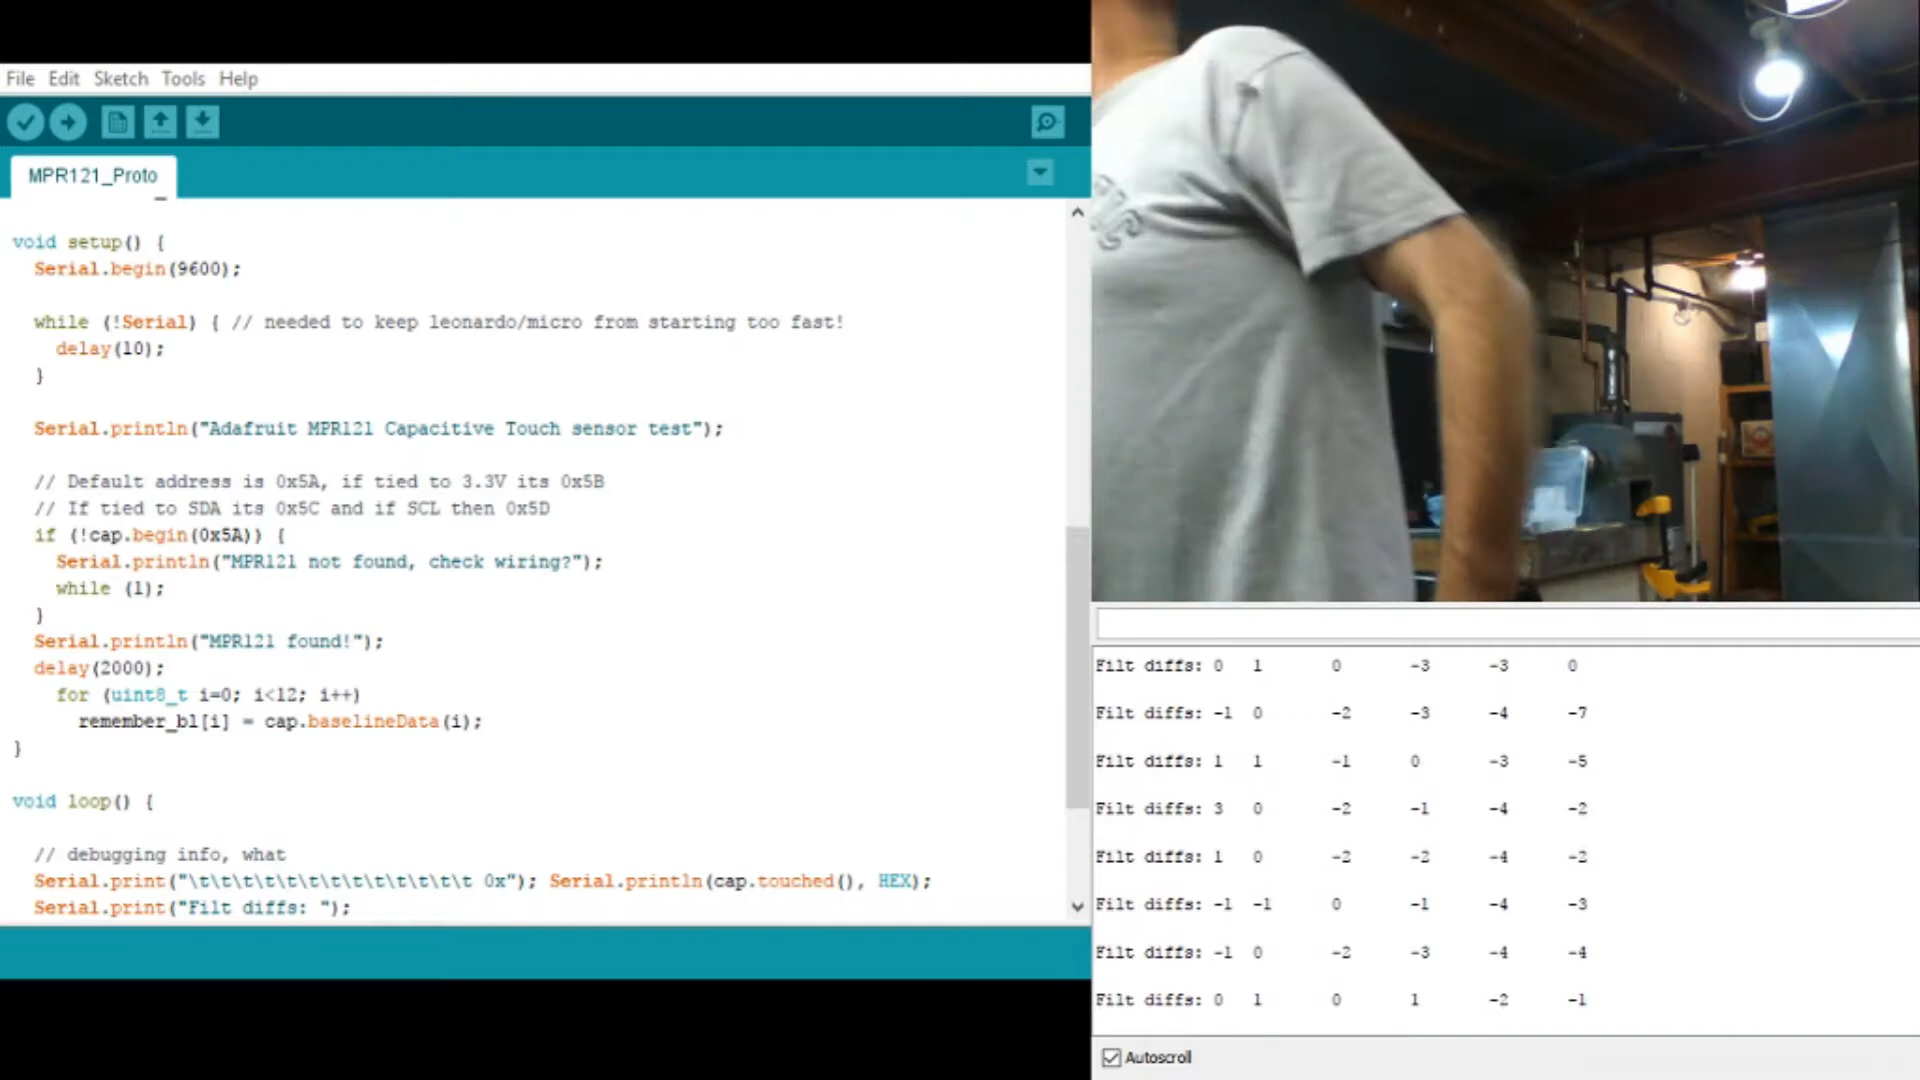 File Edit Sketch Tools Help
MPR121_Proto
void setup() {
Serial.begin(9600);
while (!Serial) { // needed to keep leonardo/micro from starting too fast!
delay(10);
}
Serial.println("Adafruit MPR121 Capacitive Touch sensor test");
// Default address is 0x5A, if tied to 3.3V its 0x5B
// If tied to SDA its 0x5C and if SCL then 0x5D
if (!cap.begin(0x5A)) {
Serial.println("MPR121 not found, check wiring?");
while (1);
}
Serial.println("MPR121 found!");
delay(2000);
for (uint8_t i=0; i<12; i++)
remember_bl[i] = cap.baselineData(i);
}
void loop() {
// debugging info, what
Serial.print("\t\t\t\t\t\t\t\t\t\t\t\t\t 0x"); Serial.println(cap.touched(), HEX);
Serial.print("Filt diffs: ");
Filt diffs: 0 1 0 -3 -3 0
Filt diffs: -1 0 -2 -3 -4 -7
Filt diffs: 1 1 -1 0 -3 -5
Filt diffs: 3 0 -2 -1 -4 -2
Filt diffs: 1 0 -2 -2 -4 -2
Filt diffs: -1 -1 0 -1 -4 -3
Filt diffs: -1 0 -2 -3 -4 -4
Filt diffs: 0 1 0 1 -2 -1
Autoscroll